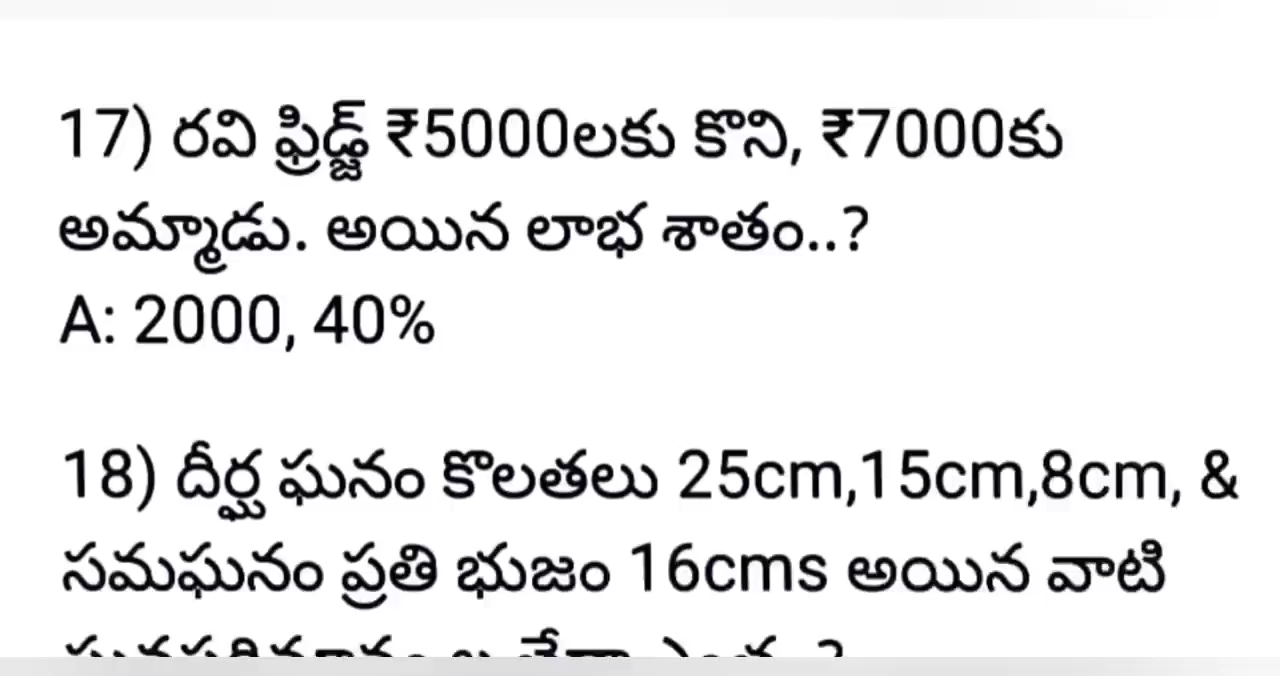 17) రవి ఫ్రిడ్జ్ ₹5000లకు కొని, ₹7000కు
అమ్మాడు. అయిన లాభ శాతం..?
A: 2000, 40%
18) దీర్ఘ ఘనం కొలతలు 25cm,15cm,8cm, &
సమఘనం ప్రతి భుజం 16cms అయిన వాటి